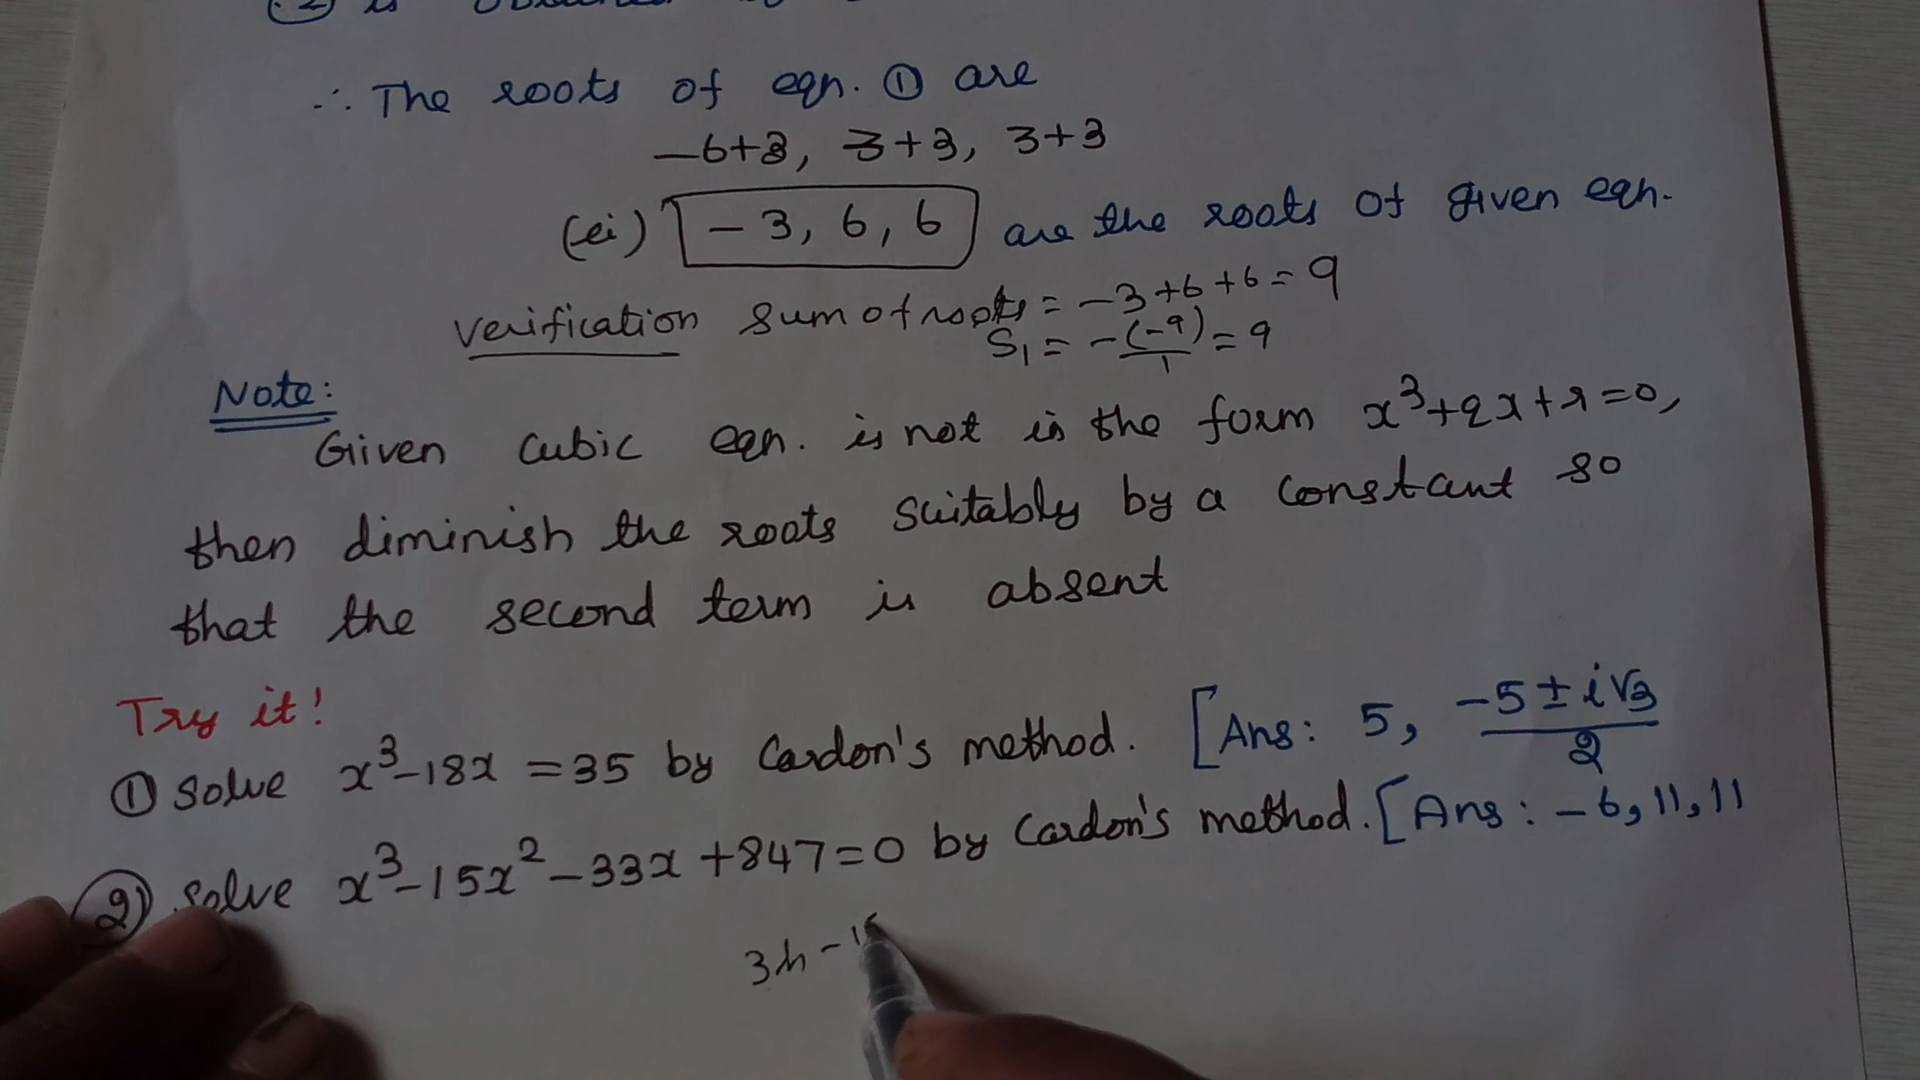 ∴ The roots of eqn. ① are
-6+3, 3+3, 3+3
(ie) -3, 6, 6 are the roots of given eqn.
Verification Sum of roots = -3+6+6=9
S₁ = -(-9)/1 = 9
Note:
Given Cubic eqn. is not in the form x³+qx+r=0,
then diminish the roots suitably by a constant so
that the second term is absent
Try it!
① Solve x³-18x=35 by Cardon's method. [Ans: 5, (-5±i√3)/2
② Solve x³-15x²-33x+847=0 by Cardon's method. [Ans: -6, 11, 11
3h-1